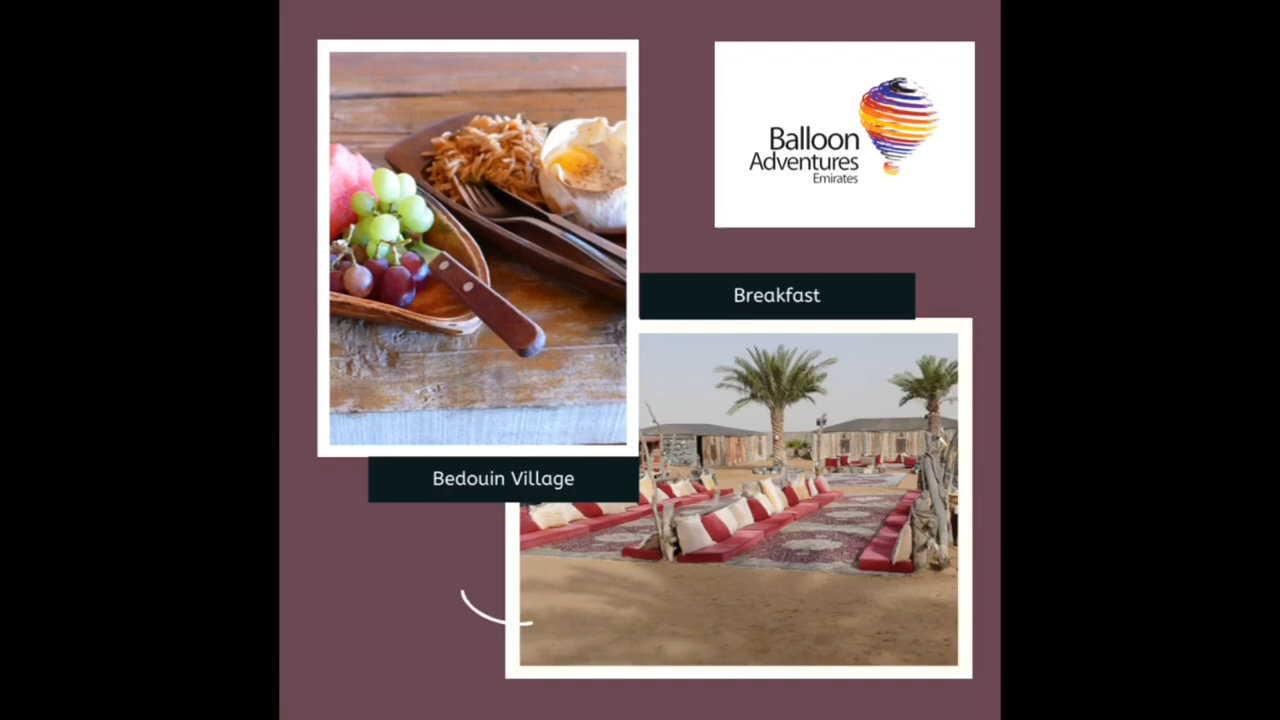 Balloon
Adventures
Emirates
Breakfast
Bedouin Village